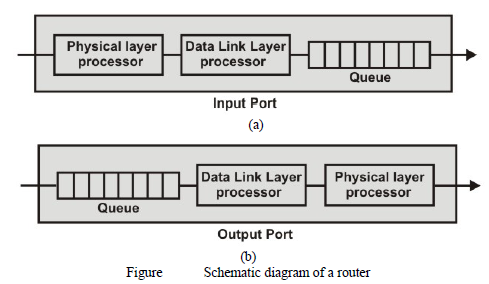 Physical layer
processor
Data Link Layer
processor
Queue
Input Port
(a)
Queue
Data Link Layer
processor
Physical layer
processor
Output Port
(b)
Figure Schematic diagram of a router